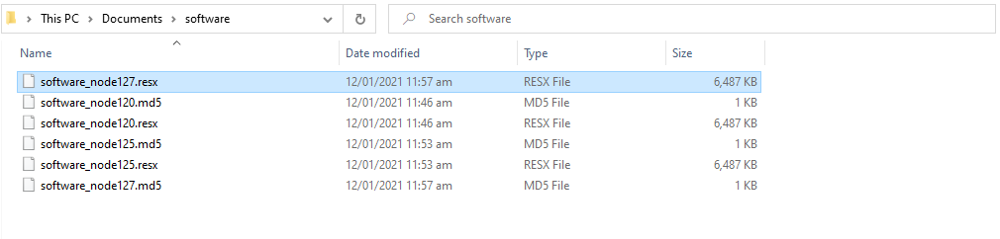 This PC > Documents > software
Search software
Name Date modified Type Size
software_node127.resx 12/01/2021 11:57 am RESX File 6,487 KB
software_node120.md5 12/01/2021 11:46 am MD5 File 1 KB
software_node120.resx 12/01/2021 11:46 am RESX File 6,487 KB
software_node125.md5 12/01/2021 11:53 am MD5 File 1 KB
software_node125.resx 12/01/2021 11:53 am RESX File 6,487 KB
software_node127.md5 12/01/2021 11:57 am MD5 File 1 KB